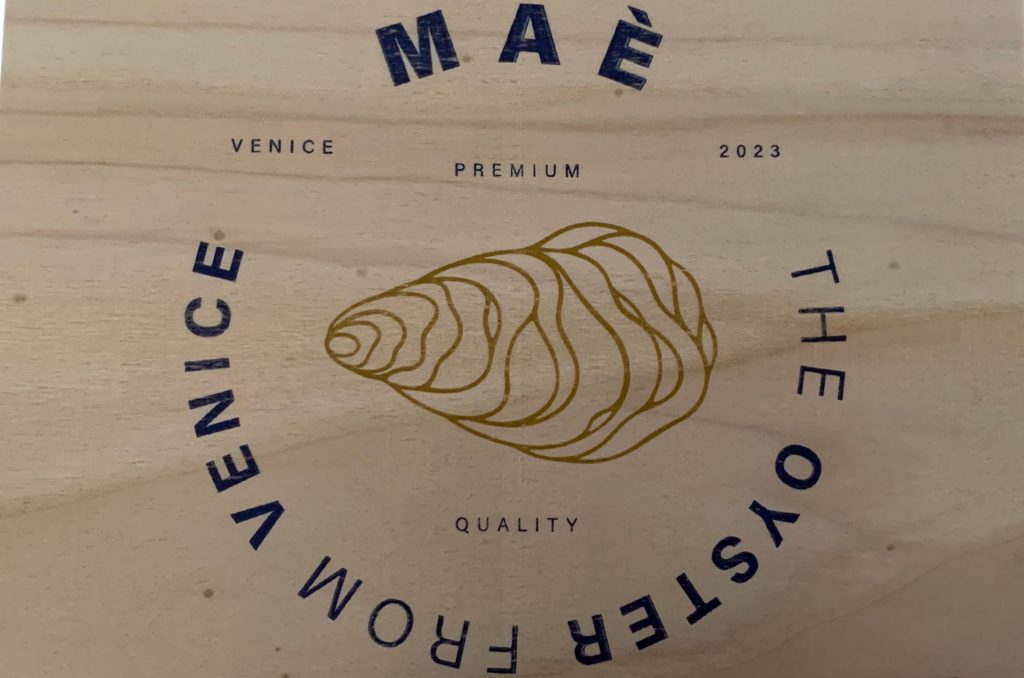 MAÈ
VENICE
PREMIUM
2023
THE OYSTER FROM VENICE
QUALITY